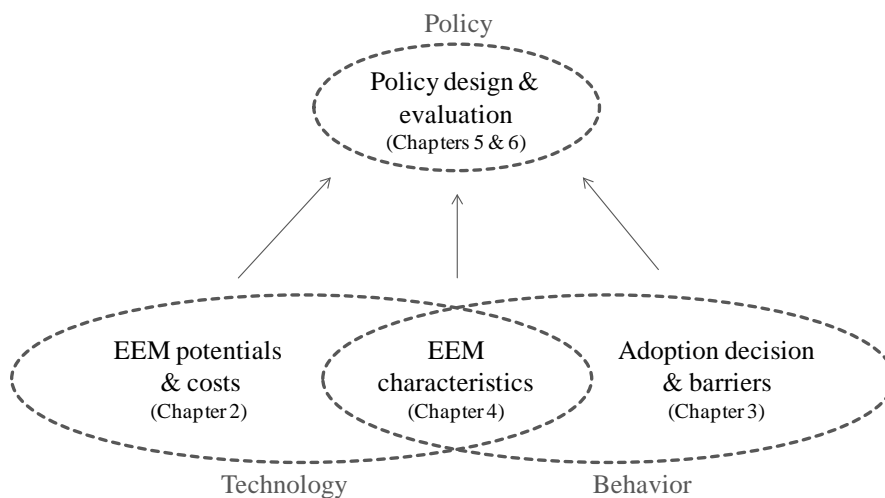 Policy
Policy design &
evaluation
(Chapters 5 & 6)
EEM potentials
& costs
(Chapter 2)
EEM
characteristics
(Chapter 4)
Adoption decision
& barriers
(Chapter 3)
Technology
Behavior